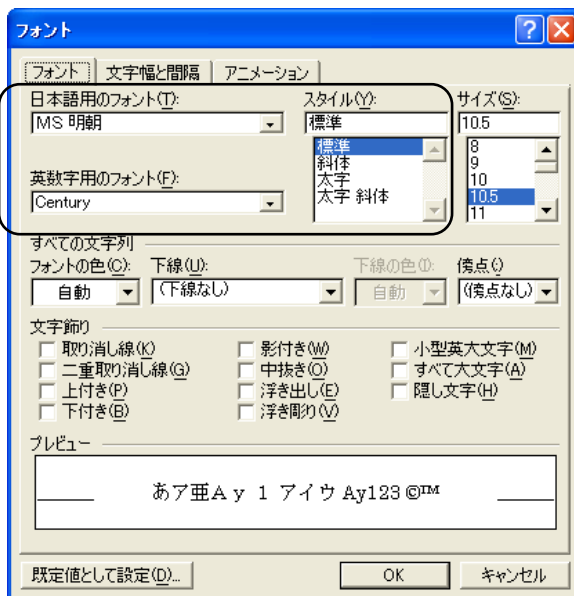 フォント
フォント 文字幅と間隔 アニメーション
日本語用のフォント(T): スタイル(Y): サイズ(S):
MS 明朝 標準 10.5
標準 8
斜体 9
太字 10
太字 斜体 10.5
11
英数字用のフォント(F):
Century
すべての文字列
フォントの色(C): 下線(U): 下線の色(I): 傍点(·)
自動 (下線なし) 自動 (傍点なし)
文字飾り
取り消し線(K) 影付き(W) 小型英大文字(M)
二重取り消し線(G) 中抜き(O) すべて大文字(A)
上付き(P) 浮き出し(E) 隠し文字(H)
下付き(B) 浮き彫り(V)
プレビュー
あア亜Ay 1 アイウ Ay123 ©™
既定値として設定(D)... OK キャンセル